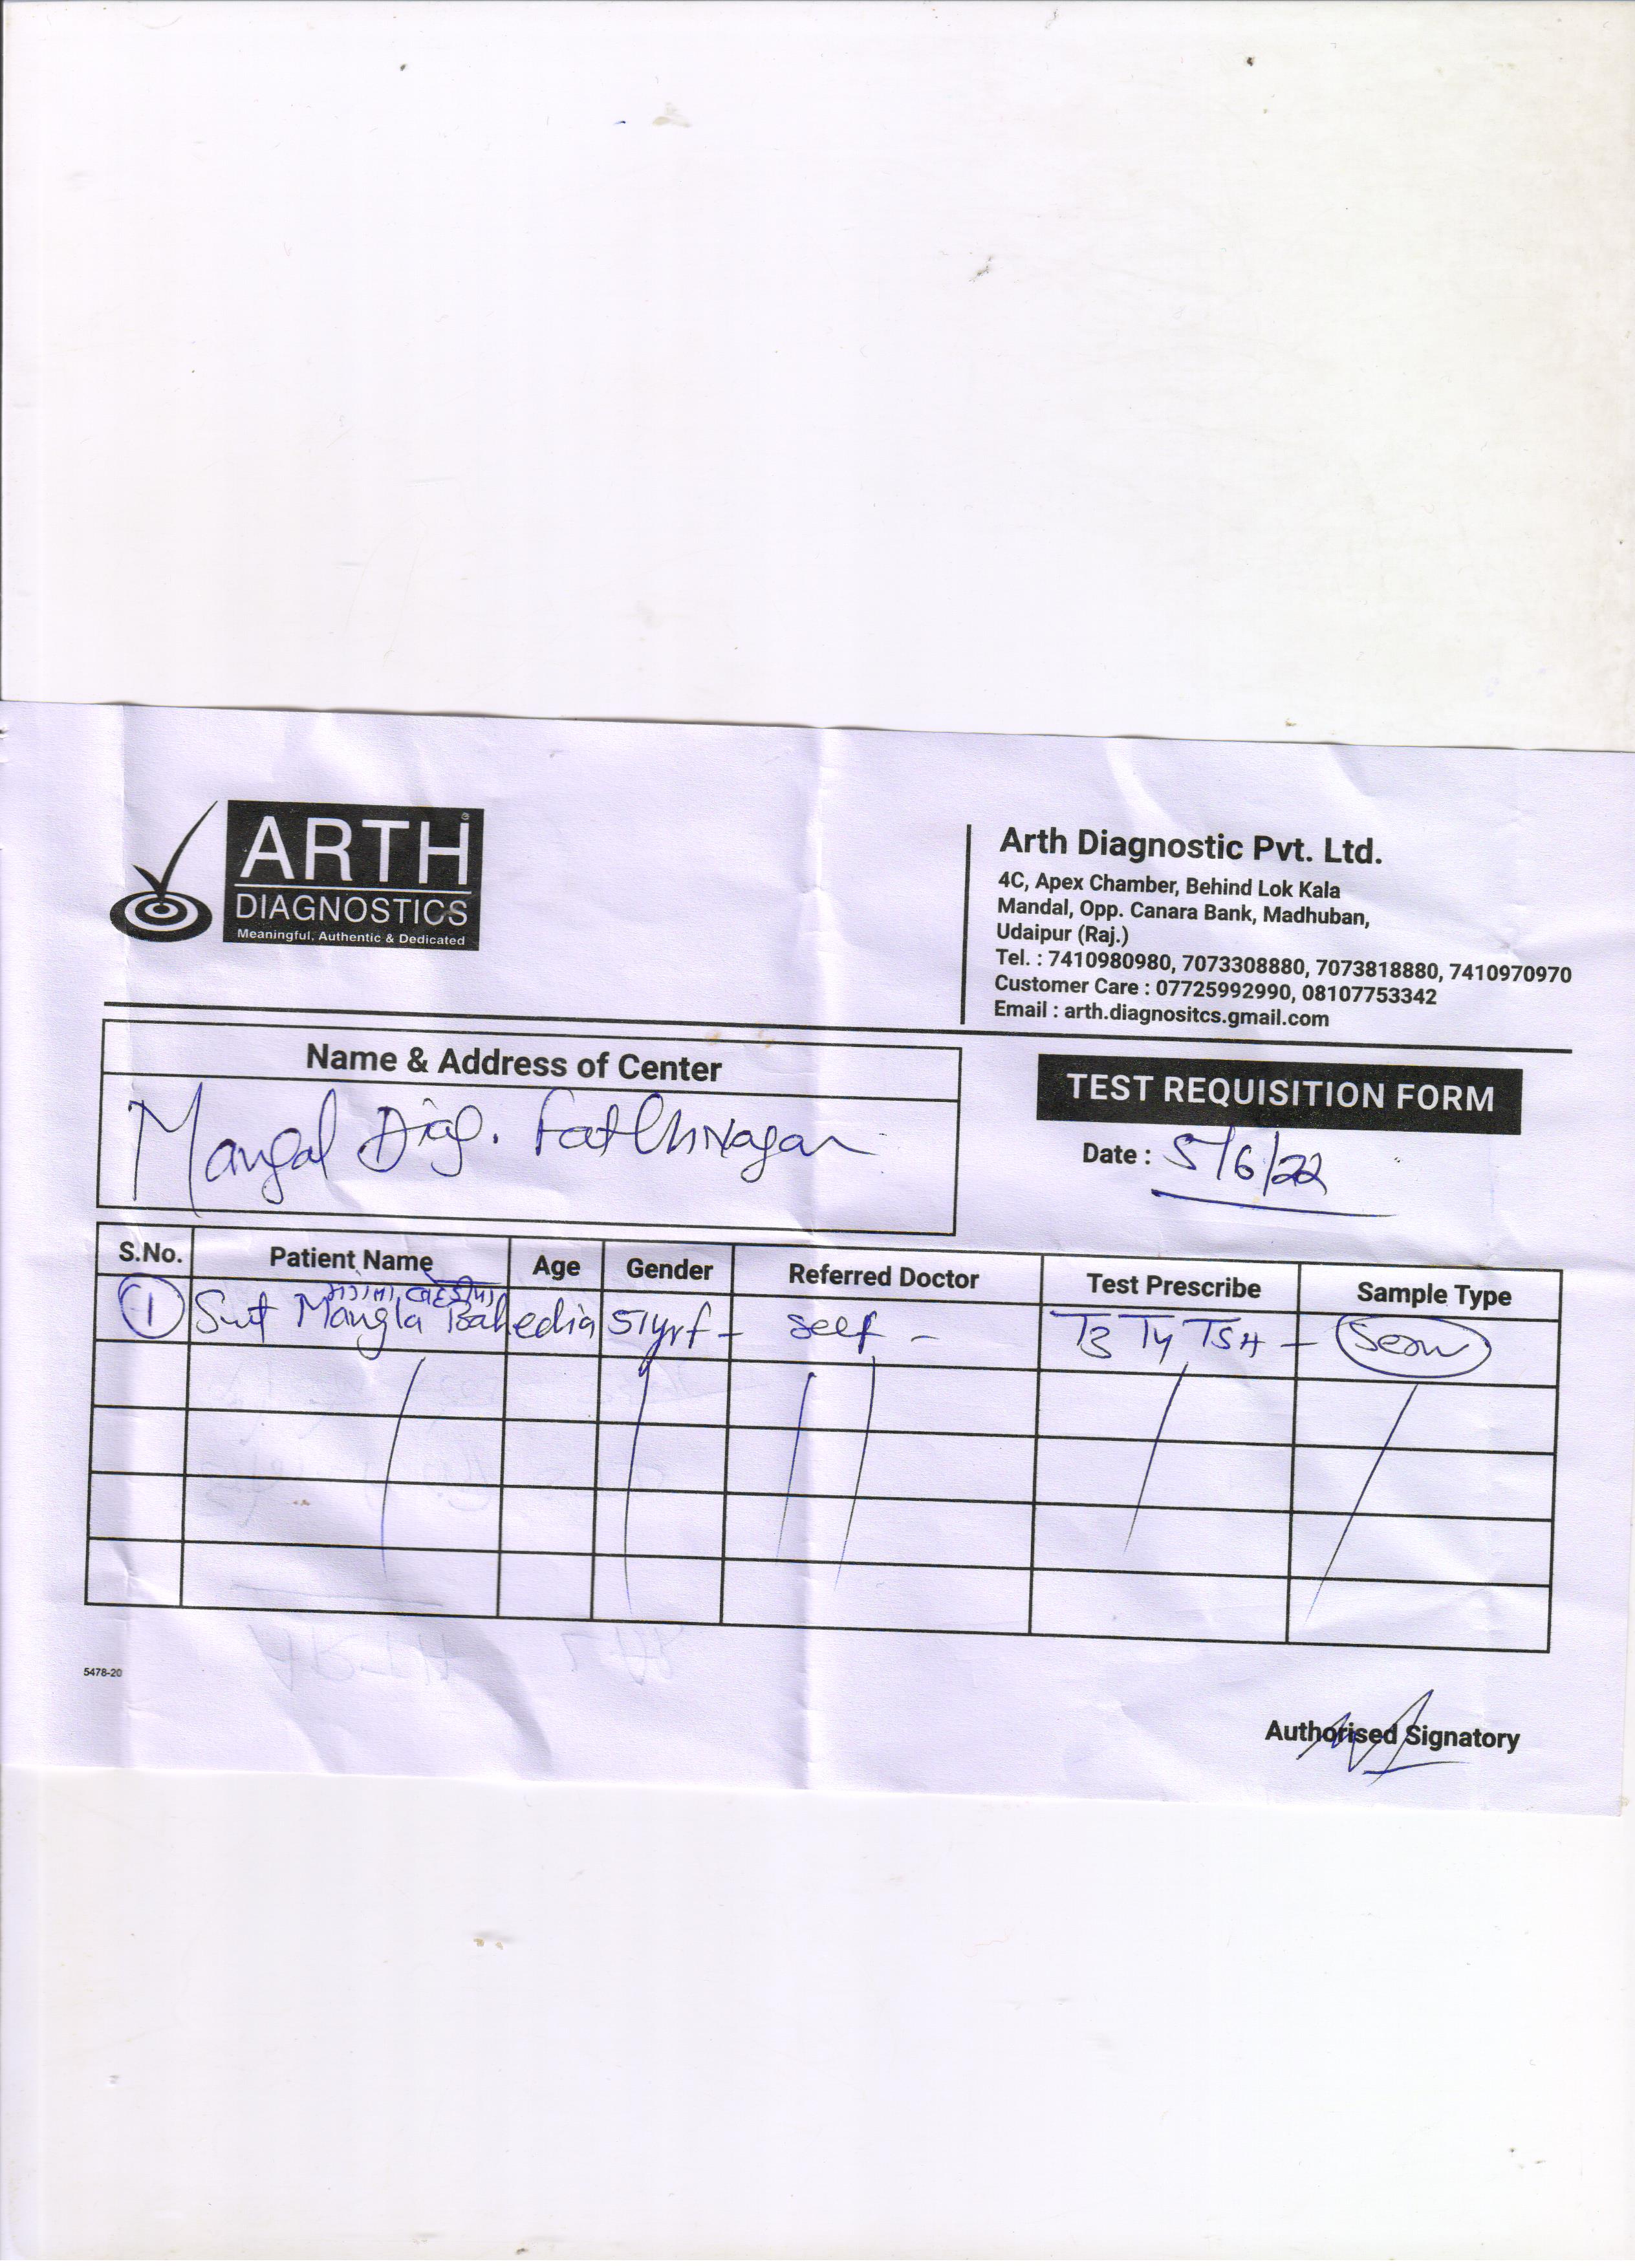 ARTH
DIAGNOSTICS
Meaningful, Authentic & Dedicated
Arth Diagnostic Pvt. Ltd.
4C, Apex Chamber, Behind Lok Kala
Mandal, Opp. Canara Bank, Madhuban,
Udaipur (Raj.)
Tel. : 7410980980, 7073308880, 7073818880, 7410970970
Customer Care : 07725992990, 08107753342
Email : arth.diagnositcs.gmail.com
Name & Address of Center
Mangal Diag. Fatehnagar
TEST REQUISITION FORM
Date : 5/6/22
S.No. Patient Name Age Gender Referred Doctor Test Prescribe Sample Type
1 Smt Mangla Bahedia 51yrf - self - T3 T4 TSH - Serum
5478-20
Authorised Signatory